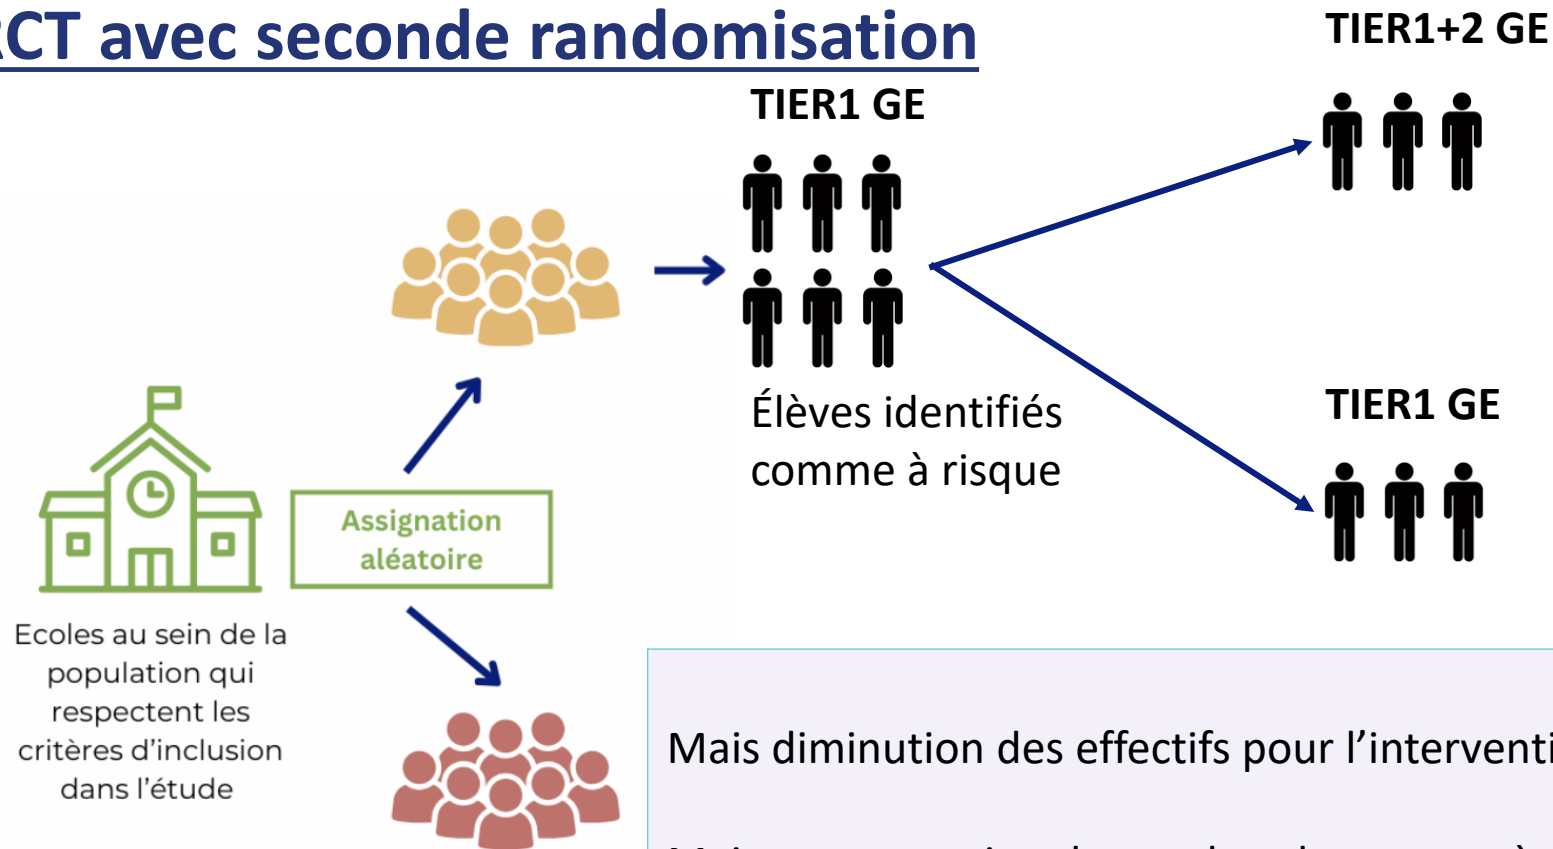 RCT avec seconde randomisation
TIER1+2 GE
TIER1 GE
Élèves identifiés
comme à risque
TIER1 GE
Assignation
aléatoire
Ecoles au sein de la
population qui
respectent les
critères d’inclusion
dans l’étude
Mais diminution des effectifs pour l’interventi